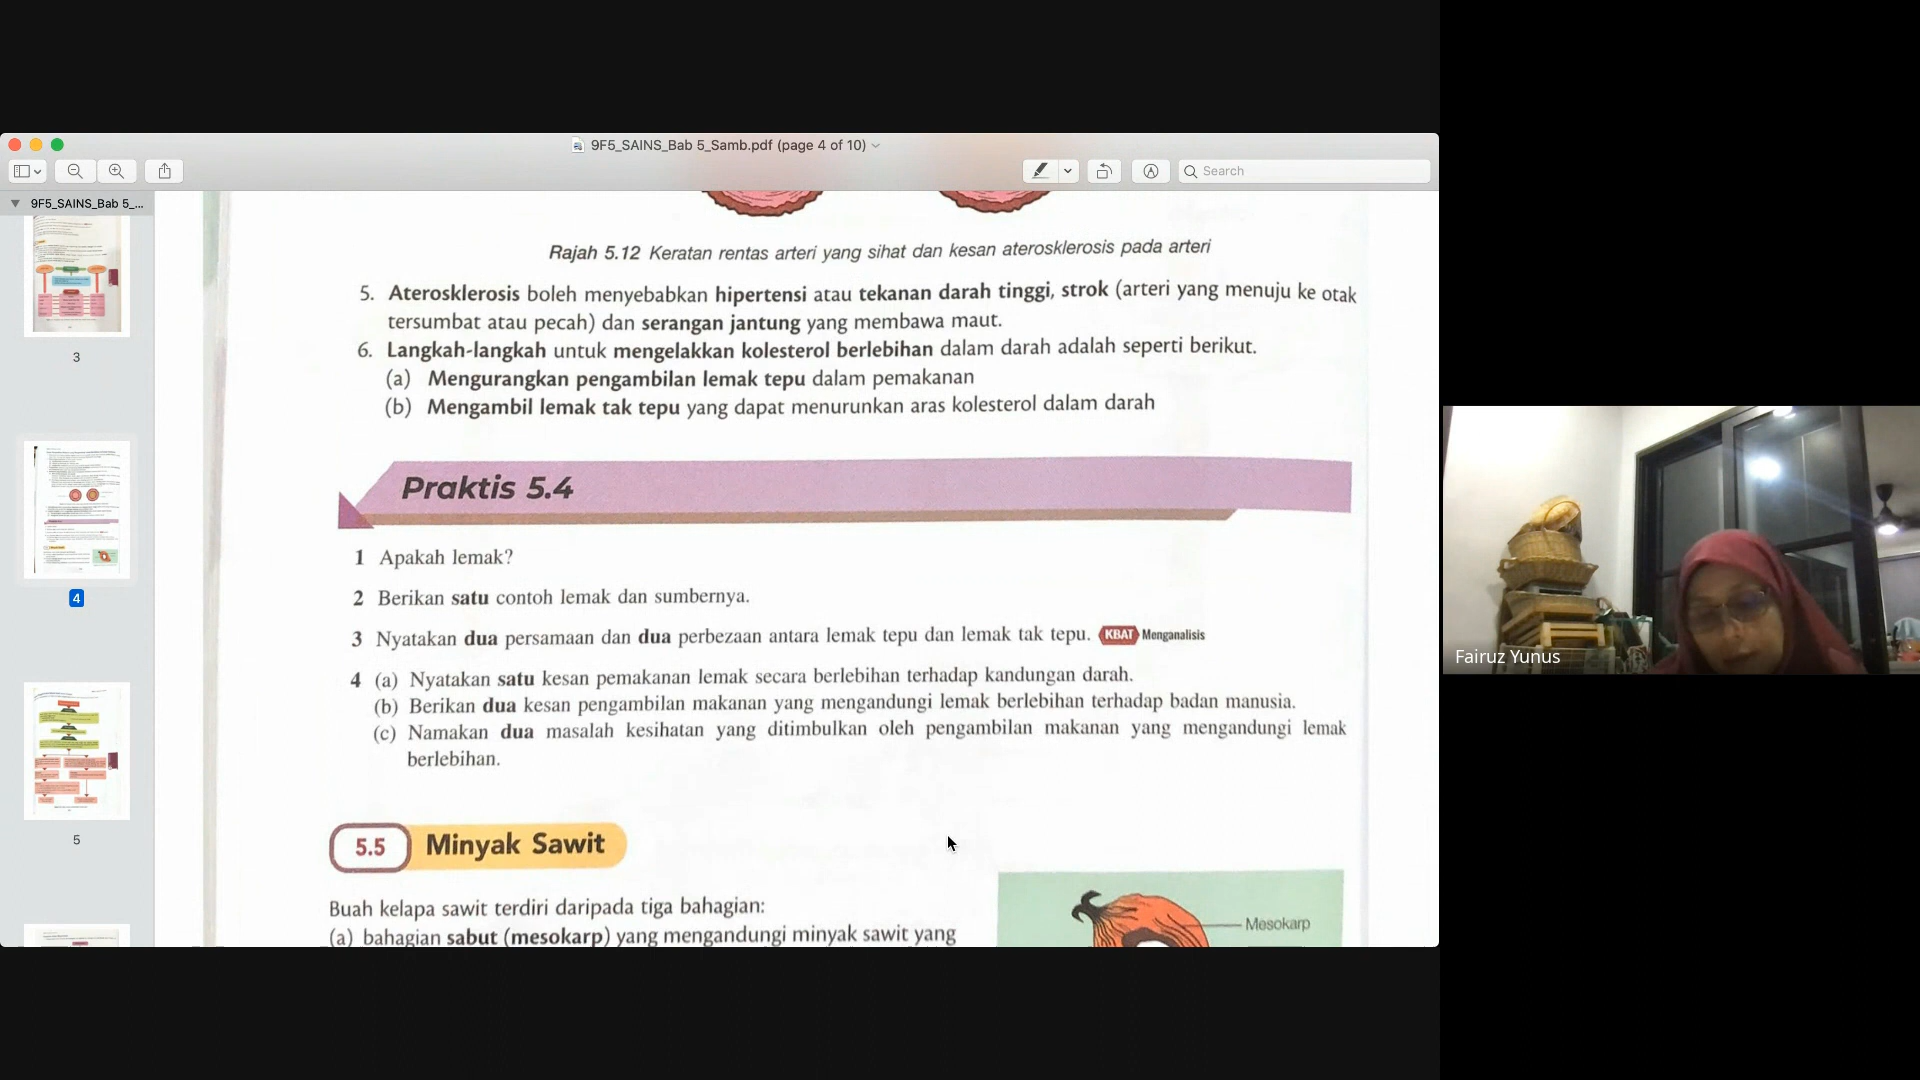 9F5_SAINS_Bab 5_Samb.pdf (page 4 of 10)
Search
9F5_SAINS_Bab 5_...
3
4
5
Rajah 5.12 Keratan rentas arteri yang sihat dan kesan aterosklerosis pada arteri
5. Aterosklerosis boleh menyebabkan hipertensi atau tekanan darah tinggi, strok (arteri yang menuju ke otak
tersumbat atau pecah) dan serangan jantung yang membawa maut.
6. Langkah-langkah untuk mengelakkan kolesterol berlebihan dalam darah adalah seperti berikut.
(a) Mengurangkan pengambilan lemak tepu dalam pemakanan
(b) Mengambil lemak tak tepu yang dapat menurunkan aras kolesterol dalam darah
Praktis 5.4
1 Apakah lemak?
2 Berikan satu contoh lemak dan sumbernya.
3 Nyatakan dua persamaan dan dua perbezaan antara lemak tepu dan lemak tak tepu. KBAT Menganalisis
4 (a) Nyatakan satu kesan pemakanan lemak secara berlebihan terhadap kandungan darah.
(b) Berikan dua kesan pengambilan makanan yang mengandungi lemak berlebihan terhadap badan manusia.
(c) Namakan dua masalah kesihatan yang ditimbulkan oleh pengambilan makanan yang mengandungi lemak
berlebihan.
5.5 Minyak Sawit
Buah kelapa sawit terdiri daripada tiga bahagian:
(a) bahagian sabut (mesokarp) yang mengandungi minyak sawit yang
Mesokarp
Fairuz Yunus